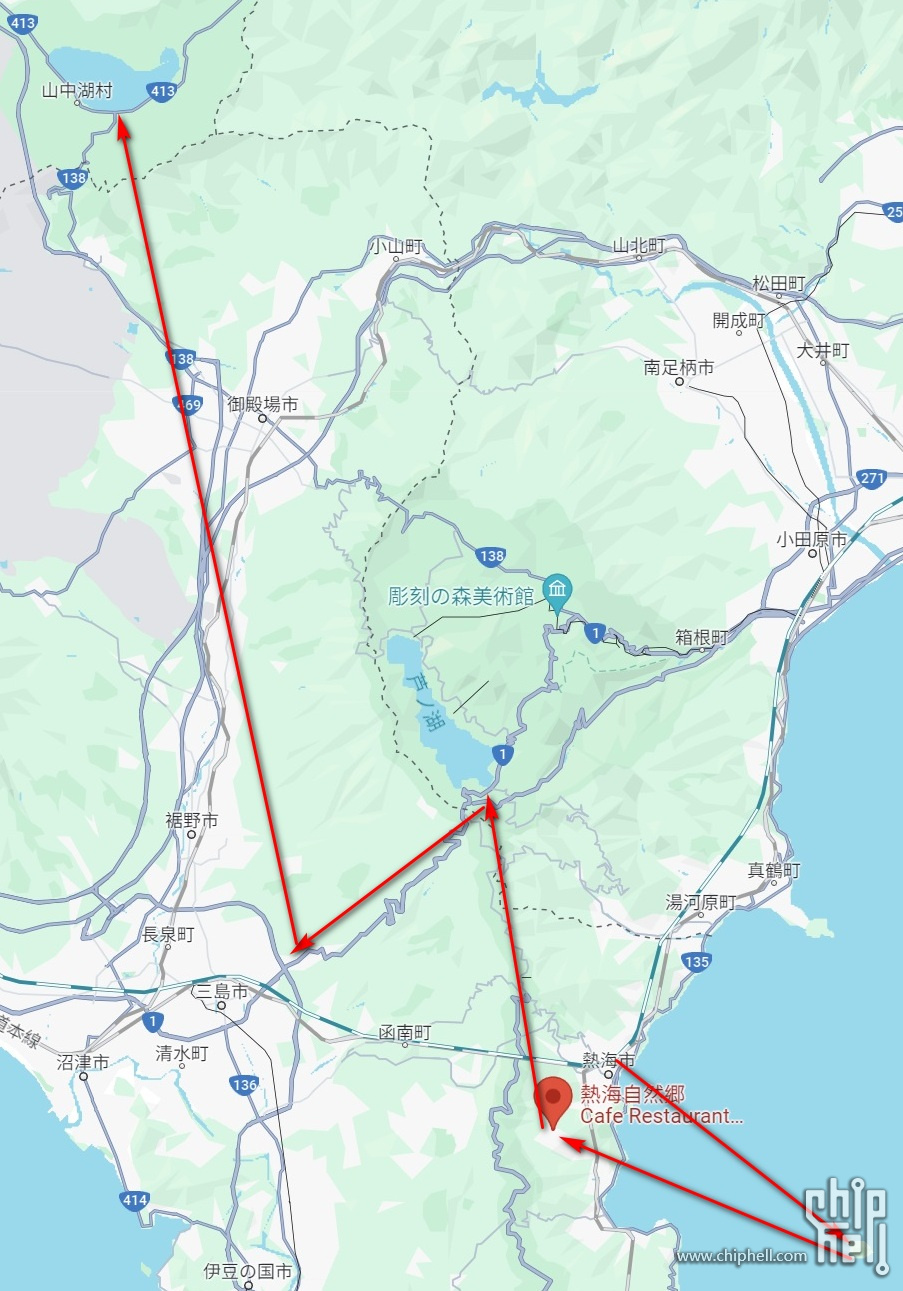 413
山中湖村
413
138
25
小山町
山北町
松田町
開成町
大井町
138
南足柄市
469
御殿場市
271
小田原市
138
彫刻の森美術館
1
箱根町
芦ノ湖
1
裾野市
真鶴町
湯河原町
長泉町
135
三島市
1
函南町
道本線
沼津市
清水町
熱海市
136
熱海自然郷
Cafe Restaurant...
414
chip
hell
www.chiphell.com
伊豆の国市